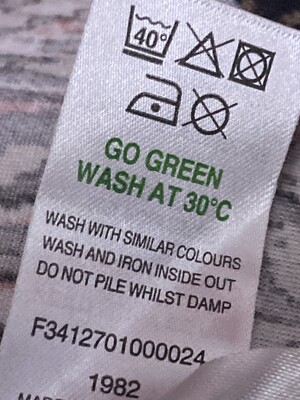 40°
GO GREEN
WASH AT 30°C
WASH WITH SIMILAR COLOURS
WASH AND IRON INSIDE OUT
DO NOT PILE WHILST DAMP
F3412701000024
1982